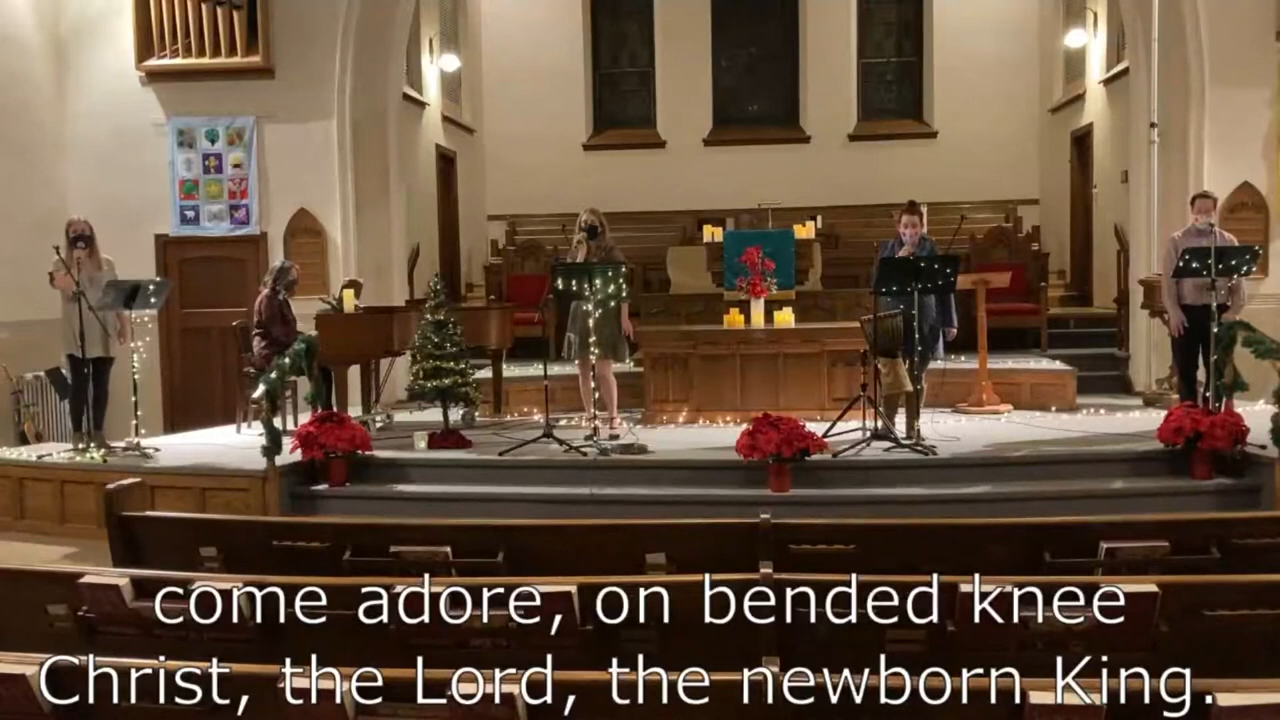 come adore, on bended knee
Christ, the Lord, the newborn King.